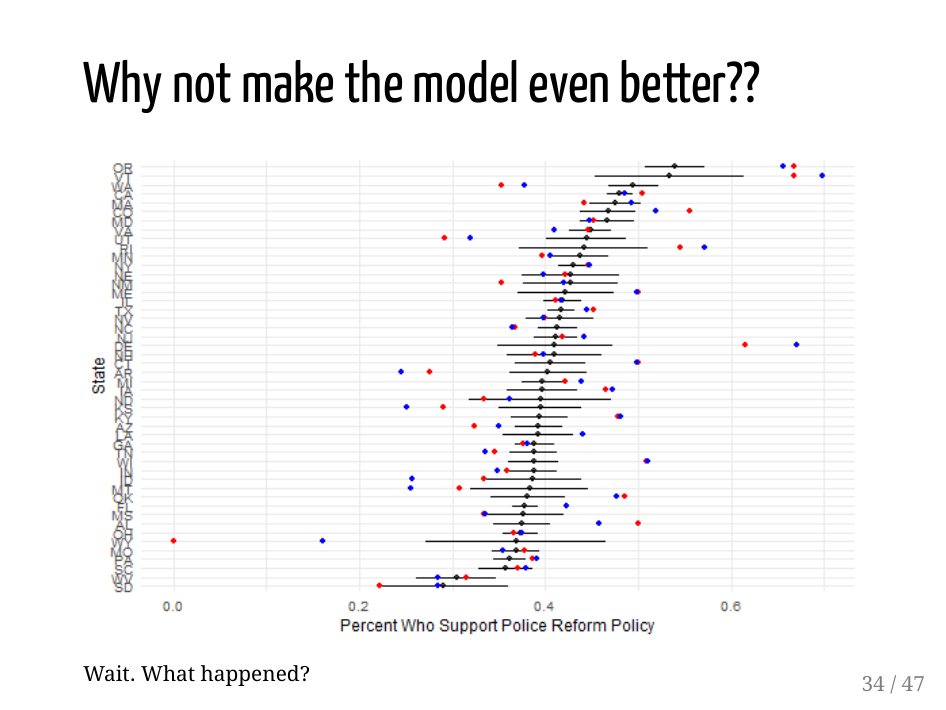 Why not make the model even better??
OR
VT
WA
CA
MA
CO
MD
VA
UT
RI
MN
NY
NE
NM
ME
IL
TX
NV
NC
NJ
DE
NH
CT
AR
MI
IA
ND
KS
KY
AZ
LA
GA
TN
WI
IN
ID
MT
OK
FL
MS
AL
OH
WY
MO
PA
SC
WV
SD
State
0.0 0.2 0.4 0.6
Percent Who Support Police Reform Policy
Wait. What happened?
34 / 47